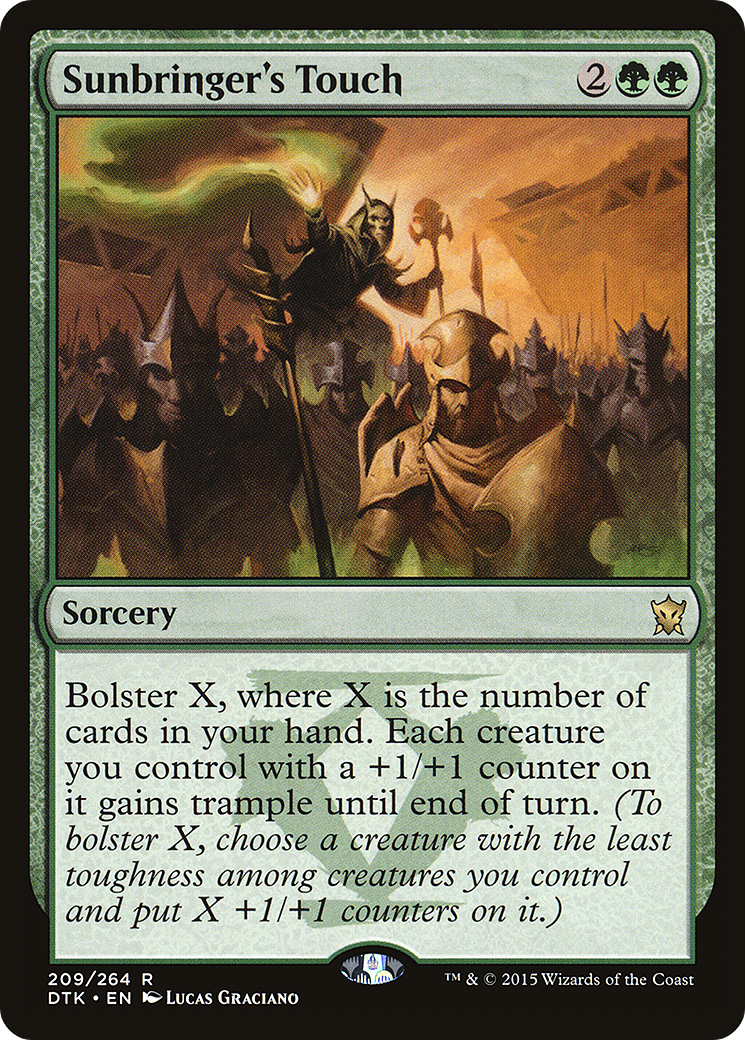 Sunbringer's Touch 2
Sorcery
Bolster X, where X is the number of
cards in your hand. Each creature
you control with a +1/+1 counter on
it gains trample until end of turn. (To
bolster X, choose a creature with the least
toughness among creatures you control
and put X +1/+1 counters on it.)
209/264 R
DTK • EN Lucas Graciano
™ & © 2015 Wizards of the Coast